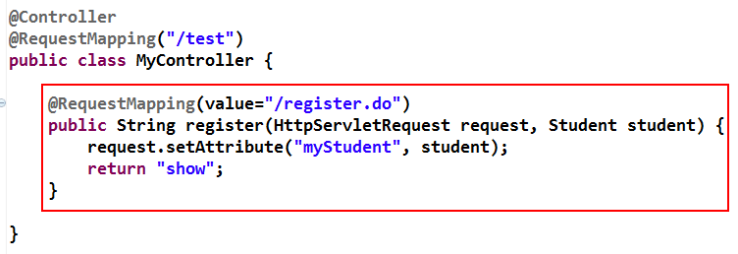 @Controller
@RequestMapping("/test")
public class MyController {
@RequestMapping(value="/register.do")
public String register(HttpServletRequest request, Student student) {
request.setAttribute("myStudent", student);
return "show";
}
}